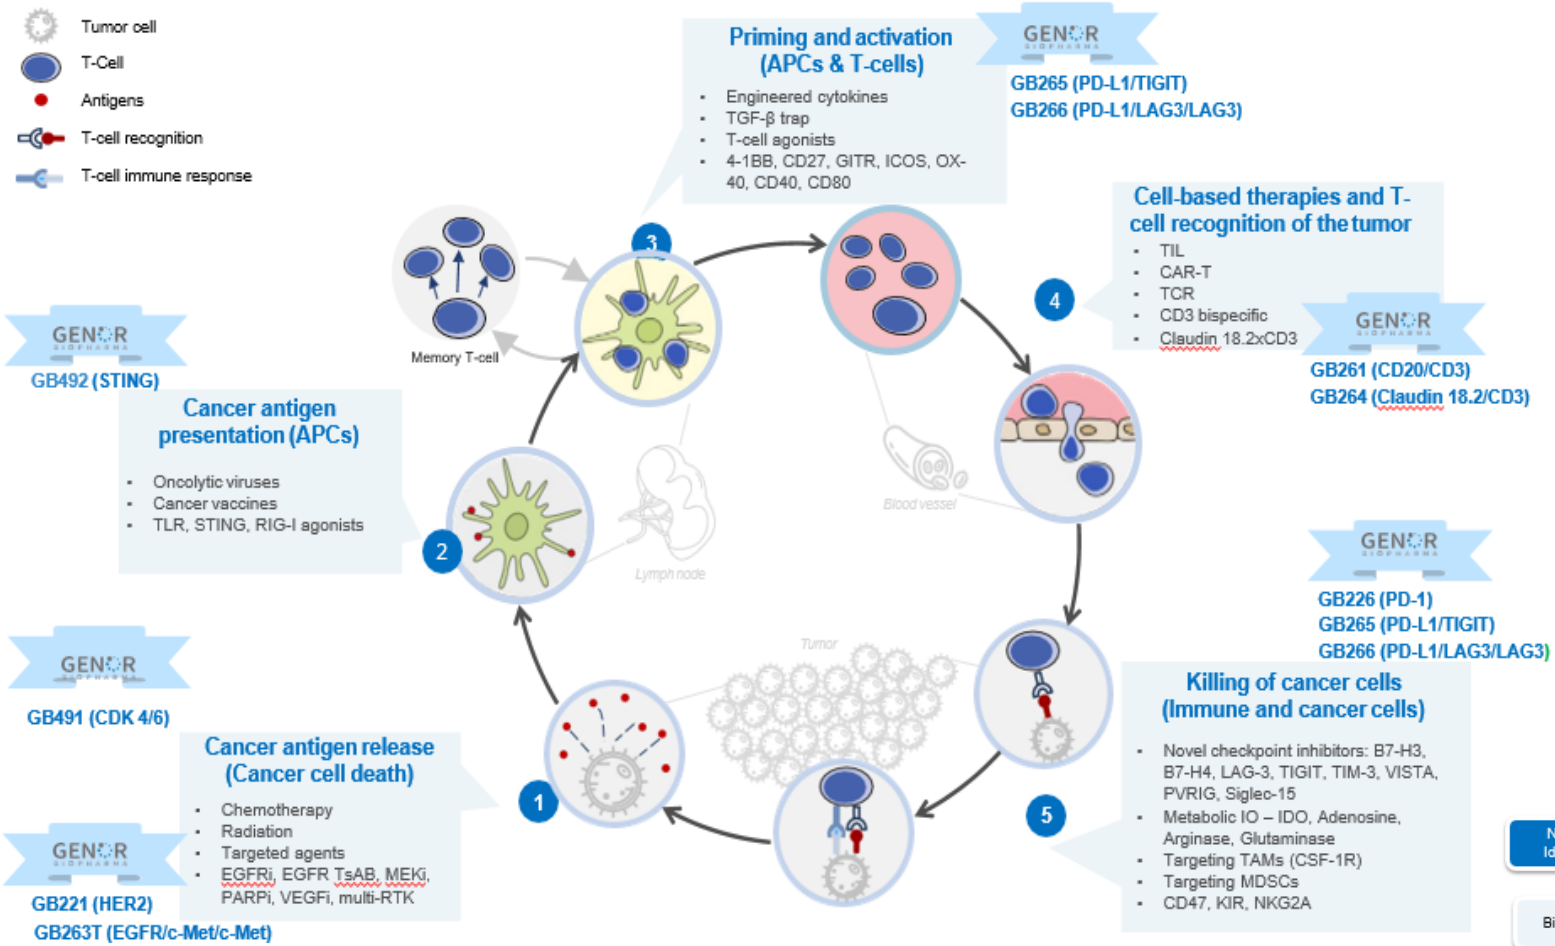 Tumor cell
T-Cell
Antigens
T-cell recognition
T-cell immune response
Priming and activation
(APCs & T-cells)
▪ Engineered cytokines
▪ TGF-β trap
▪ T-cell agonists
▪ 4-1BB, CD27, GITR, ICOS, OX-
40, CD40, CD80
GENOR
BIOPHARMA
GB265 (PD-L1/TIGIT)
GB266 (PD-L1/LAG3/LAG3)
3
Memory T-cell
Cell-based therapies and T-
cell recognition of the tumor
▪ TIL
▪ CAR-T
▪ TCR
▪ CD3 bispecific
▪ Claudin 18.2xCD3
4
GENOR
BIOPHARMA
GB261 (CD20/CD3)
GB264 (Claudin 18.2/CD3)
GENOR
BIOPHARMA
GB492 (STING)
Cancer antigen
presentation (APCs)
▪ Oncolytic viruses
▪ Cancer vaccines
▪ TLR, STING, RIG-I agonists
2
Lymph node
Blood vessel
Tumor
GENOR
BIOPHARMA
GB226 (PD-1)
GB265 (PD-L1/TIGIT)
GB266 (PD-L1/LAG3/LAG3)
Killing of cancer cells
(Immune and cancer cells)
▪ Novel checkpoint inhibitors: B7-H3,
B7-H4, LAG-3, TIGIT, TIM-3, VISTA,
PVRIG, Siglec-15
▪ Metabolic IO – IDO, Adenosine,
Arginase, Glutaminase
▪ Targeting TAMs (CSF-1R)
▪ Targeting MDSCs
▪ CD47, KIR, NKG2A
5
GENOR
BIOPHARMA
GB491 (CDK 4/6)
Cancer antigen release
(Cancer cell death)
▪ Chemotherapy
▪ Radiation
▪ Targeted agents
▪ EGFRi, EGFR TsAB, MEKi,
PARPi, VEGFi, multi-RTK
1
GENOR
BIOPHARMA
GB221 (HER2)
GB263T (EGFR/c-Met/c-Met)